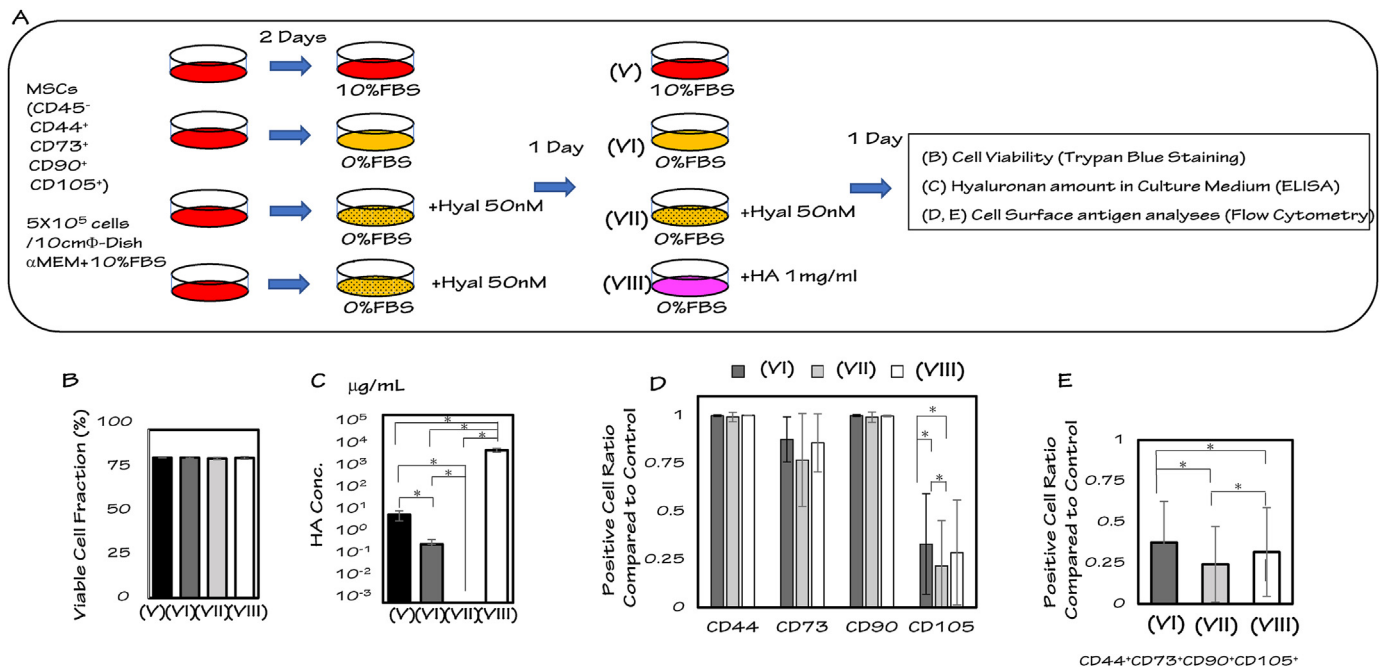 A
2 Days
MSCs
(CD45-
CD44+
CD73+
CD90+
CD105+)
5X10⁵ cells
/10cmΦ-Dish
αMEM+10%FBS
10%FBS
0%FBS
0%FBS
+Hyal 50nM
0%FBS
+Hyal 50nM
1 Day
(V)
10%FBS
(VI)
0%FBS
(VII)
0%FBS
+Hyal 50nM
(VIII)
0%FBS
+HA 1mg/ml
1 Day
(B) Cell Viability (Trypan Blue Staining)
(C) Hyaluronan amount in Culture Medium (ELISA)
(D, E) Cell Surface antigen analyses (Flow Cytometry)
B
Viable Cell Fraction (%)
100
75
50
25
0
(V)(VI)(VII)(VIII)
C
μg/mL
HA Conc.
10⁵
10⁴
10³
10²
10¹
10⁰
10⁻¹
10⁻²
10⁻³
*
*
*
*
*
*
(V)(VI)(VII)(VIII)
D
(VI) (VII) (VIII)
Positive Cell Ratio
Compared to Control
1
0.75
0.5
0.25
0
*
*
*
CD44 CD73 CD90 CD105
E
Positive Cell Ratio
Compared to Control
1
0.75
0.5
0.25
0
*
*
*
(VI) (VII) (VIII)
CD44⁺CD73⁺CD90⁺CD105⁺